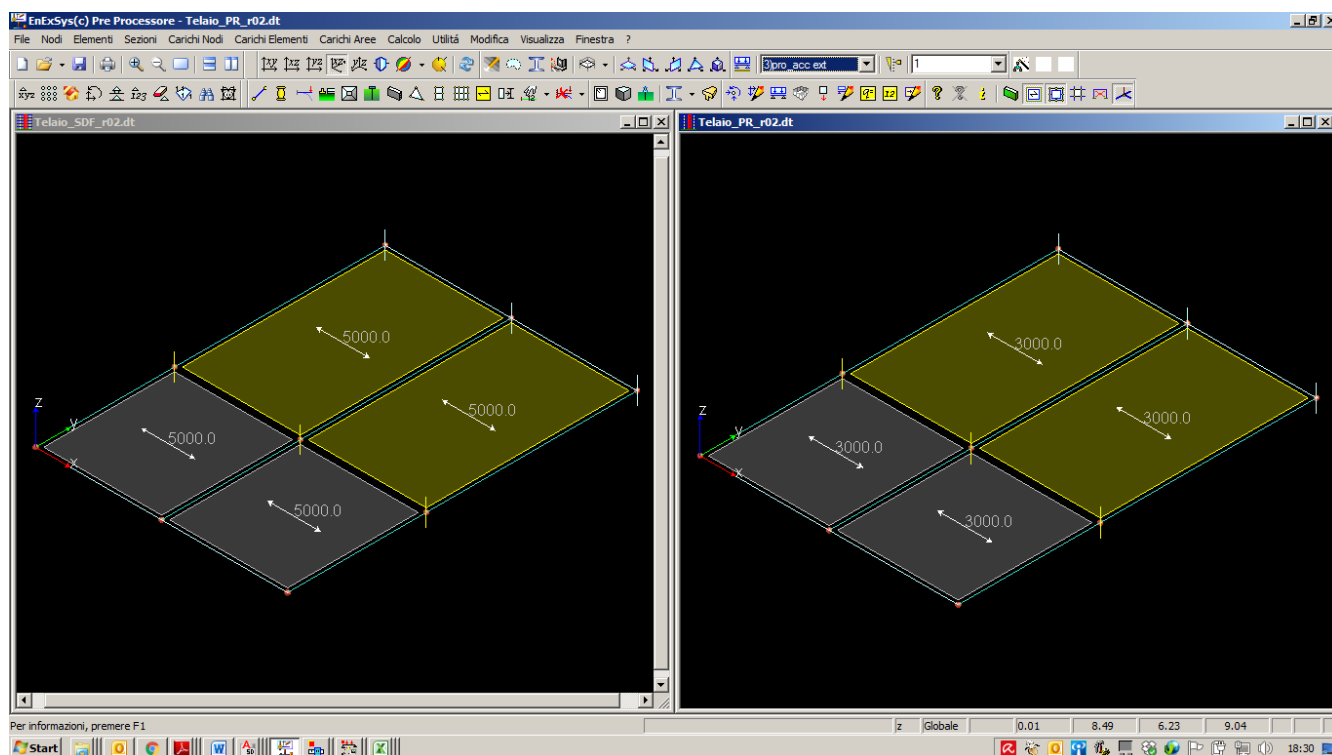 EnExSys(c) Pre Processore - Telaio_PR_r02.dt
File Nodi Elementi Sezioni Carichi Nodi Carichi Elementi Carichi Aree Calcolo Utilitá Modifica Visualizza Finestra ?
3)pro_acc ext 1
Telaio_SDF_r02.dt
5000.0
5000.0
5000.0
5000.0
z
y
x
Telaio_PR_r02.dt
3000.0
3000.0
3000.0
3000.0
z
y
x
Per informazioni, premere F1 z Globale 0.01 8.49 6.23 9.04
Start 18:30